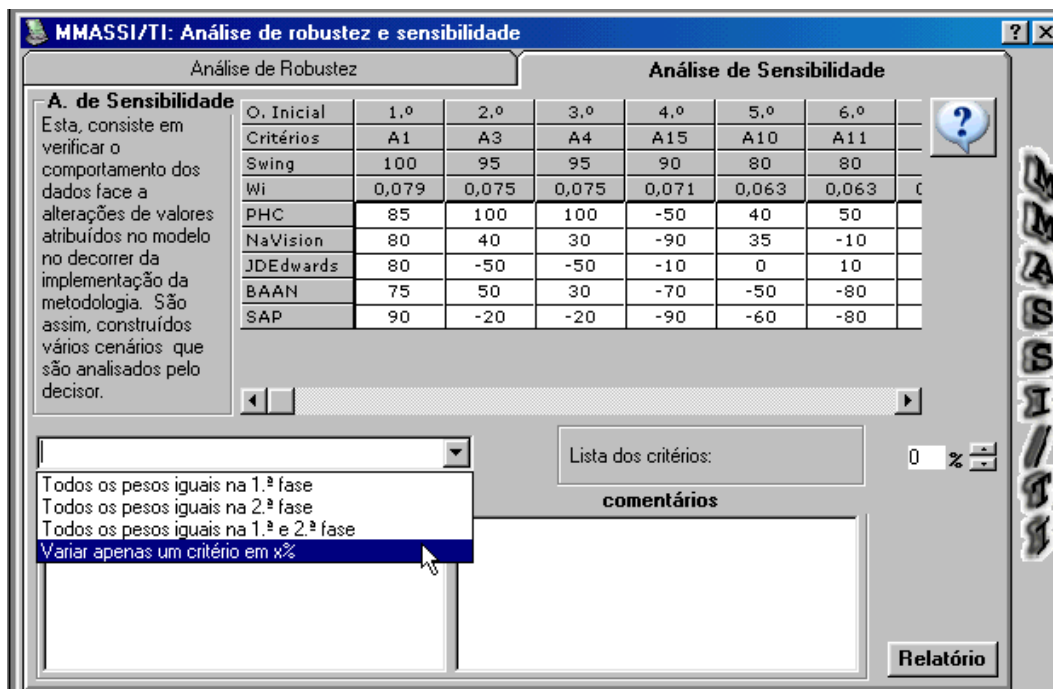 MMASSI/TI: Análise de robustez e sensibilidade
Análise de Robustez
Análise de Sensibilidade
A. de Sensibilidade
Esta, consiste em
verificar o
comportamento dos
dados face a
alterações de valores
atribuídos no modelo
no decorrer da
implementação da
metodologia. São
assim, construídos
vários cenários que
são analisados pelo
decisor.
O. Inicial 1.º 2.º 3.º 4.º 5.º 6.º
Critérios A1 A3 A4 A15 A10 A11
Swing 100 95 95 90 80 80
Wi 0,079 0,075 0,075 0,071 0,063 0,063
PHC 85 100 100 -50 40 50
NaVision 80 40 30 -90 35 -10
JDEdwards 80 -50 -50 -10 0 10
BAAN 75 50 30 -70 -50 -80
SAP 90 -20 -20 -90 -60 -80
Lista dos critérios:
0 %
Todos os pesos iguais na 1.ª fase
Todos os pesos iguais na 2.ª fase
Todos os pesos iguais na 1.ª e 2.ª fase
Variar apenas um critério em x%
comentários
Relatório
MMASSI/TI